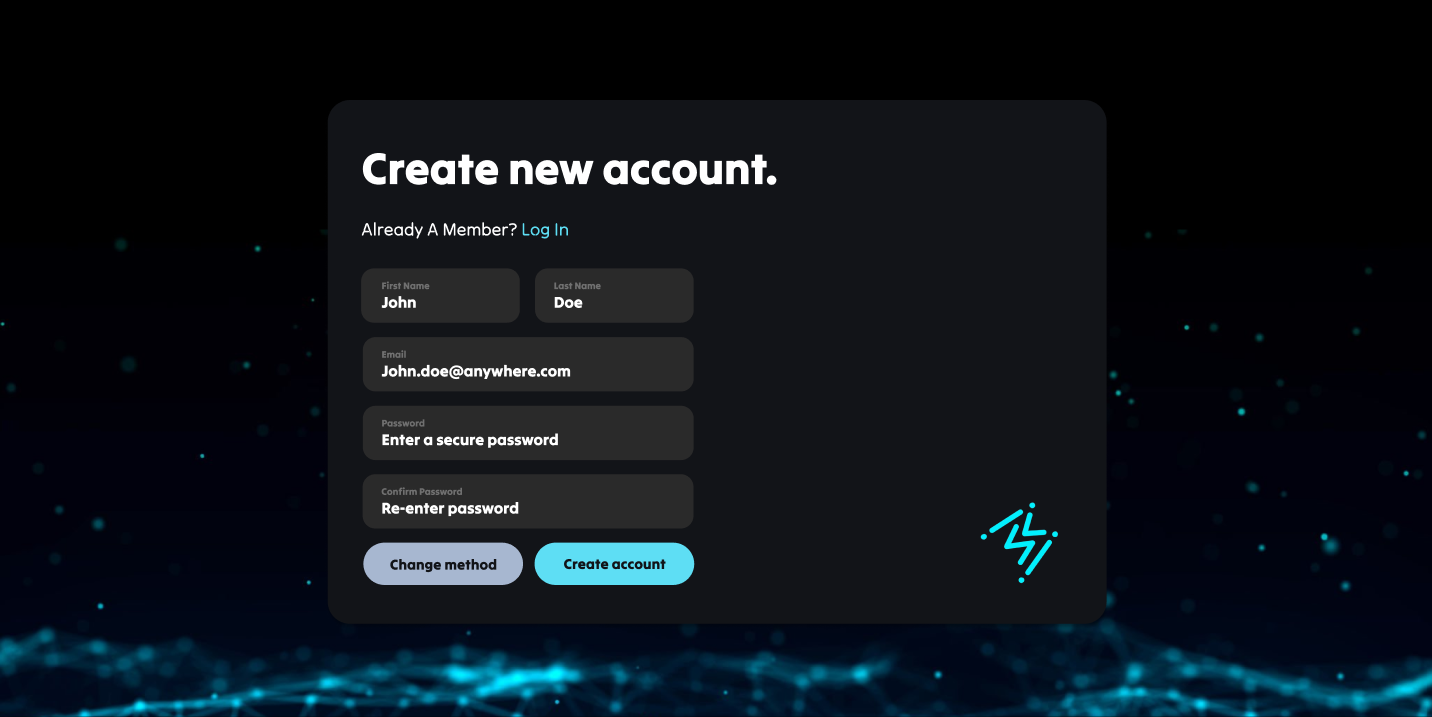 Create new account.
Already A Member? Log In
First Name
John
Last Name
Doe
Email
John.doe@anywhere.com
Password
Enter a secure password
Confirm Password
Re-enter password
Change method
Create account